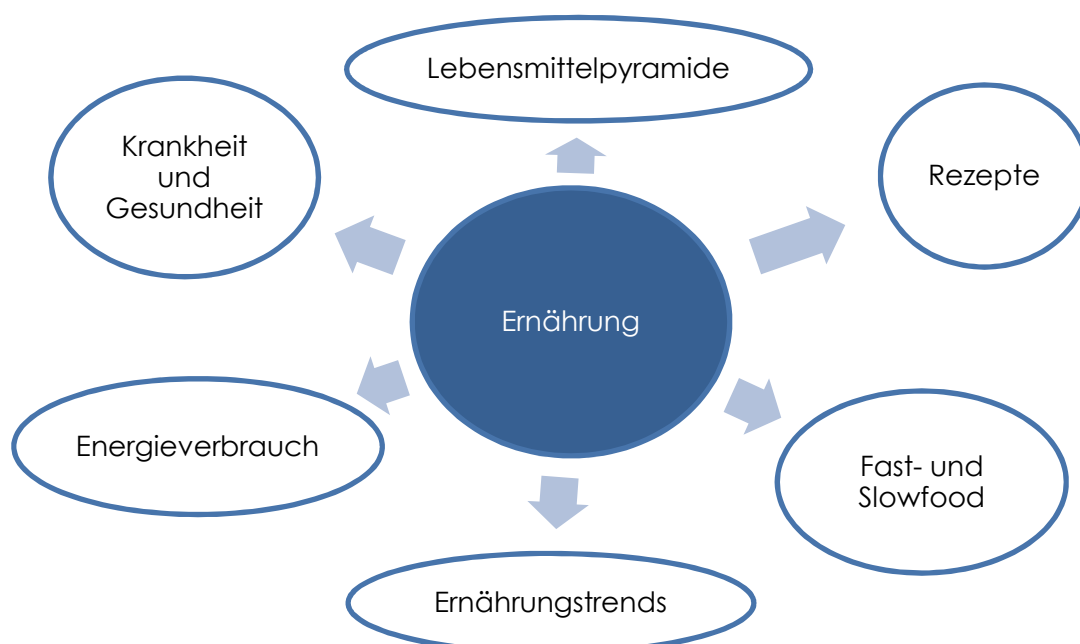 Lebensmittelpyramide
Krankheit
und
Gesundheit
Rezepte
Ernährung
Energieverbrauch
Fast- und
Slowfood
Ernährungstrends